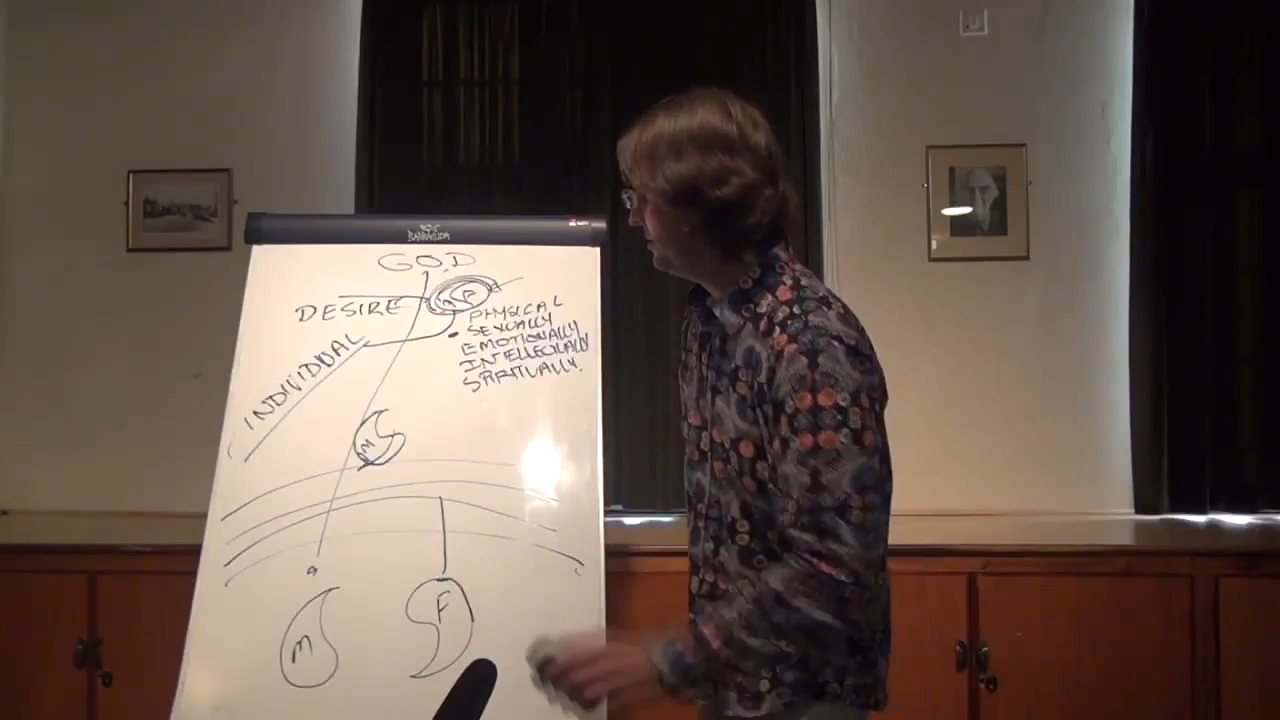 GOD
DESIRE
M F
PHYSICAL
SEXUALLY
EMOTIONALLY
INTELLECTUALLY
SPIRITUALLY.
INDIVIDUAL
M
M
F